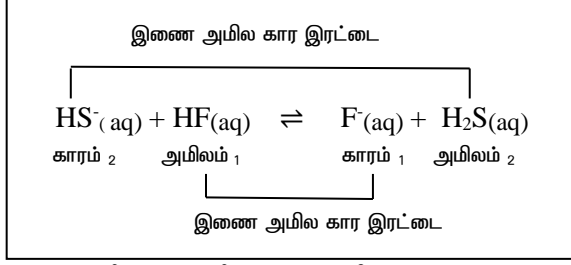 இணை அமில கார இரட்டை
HS⁻(aq) + HF(aq) ⇌ F⁻(aq) + H₂S(aq)
காரம் ₂ அமிலம் ₁ காரம் ₁ அமிலம் ₂
இணை அமில கார இரட்டை